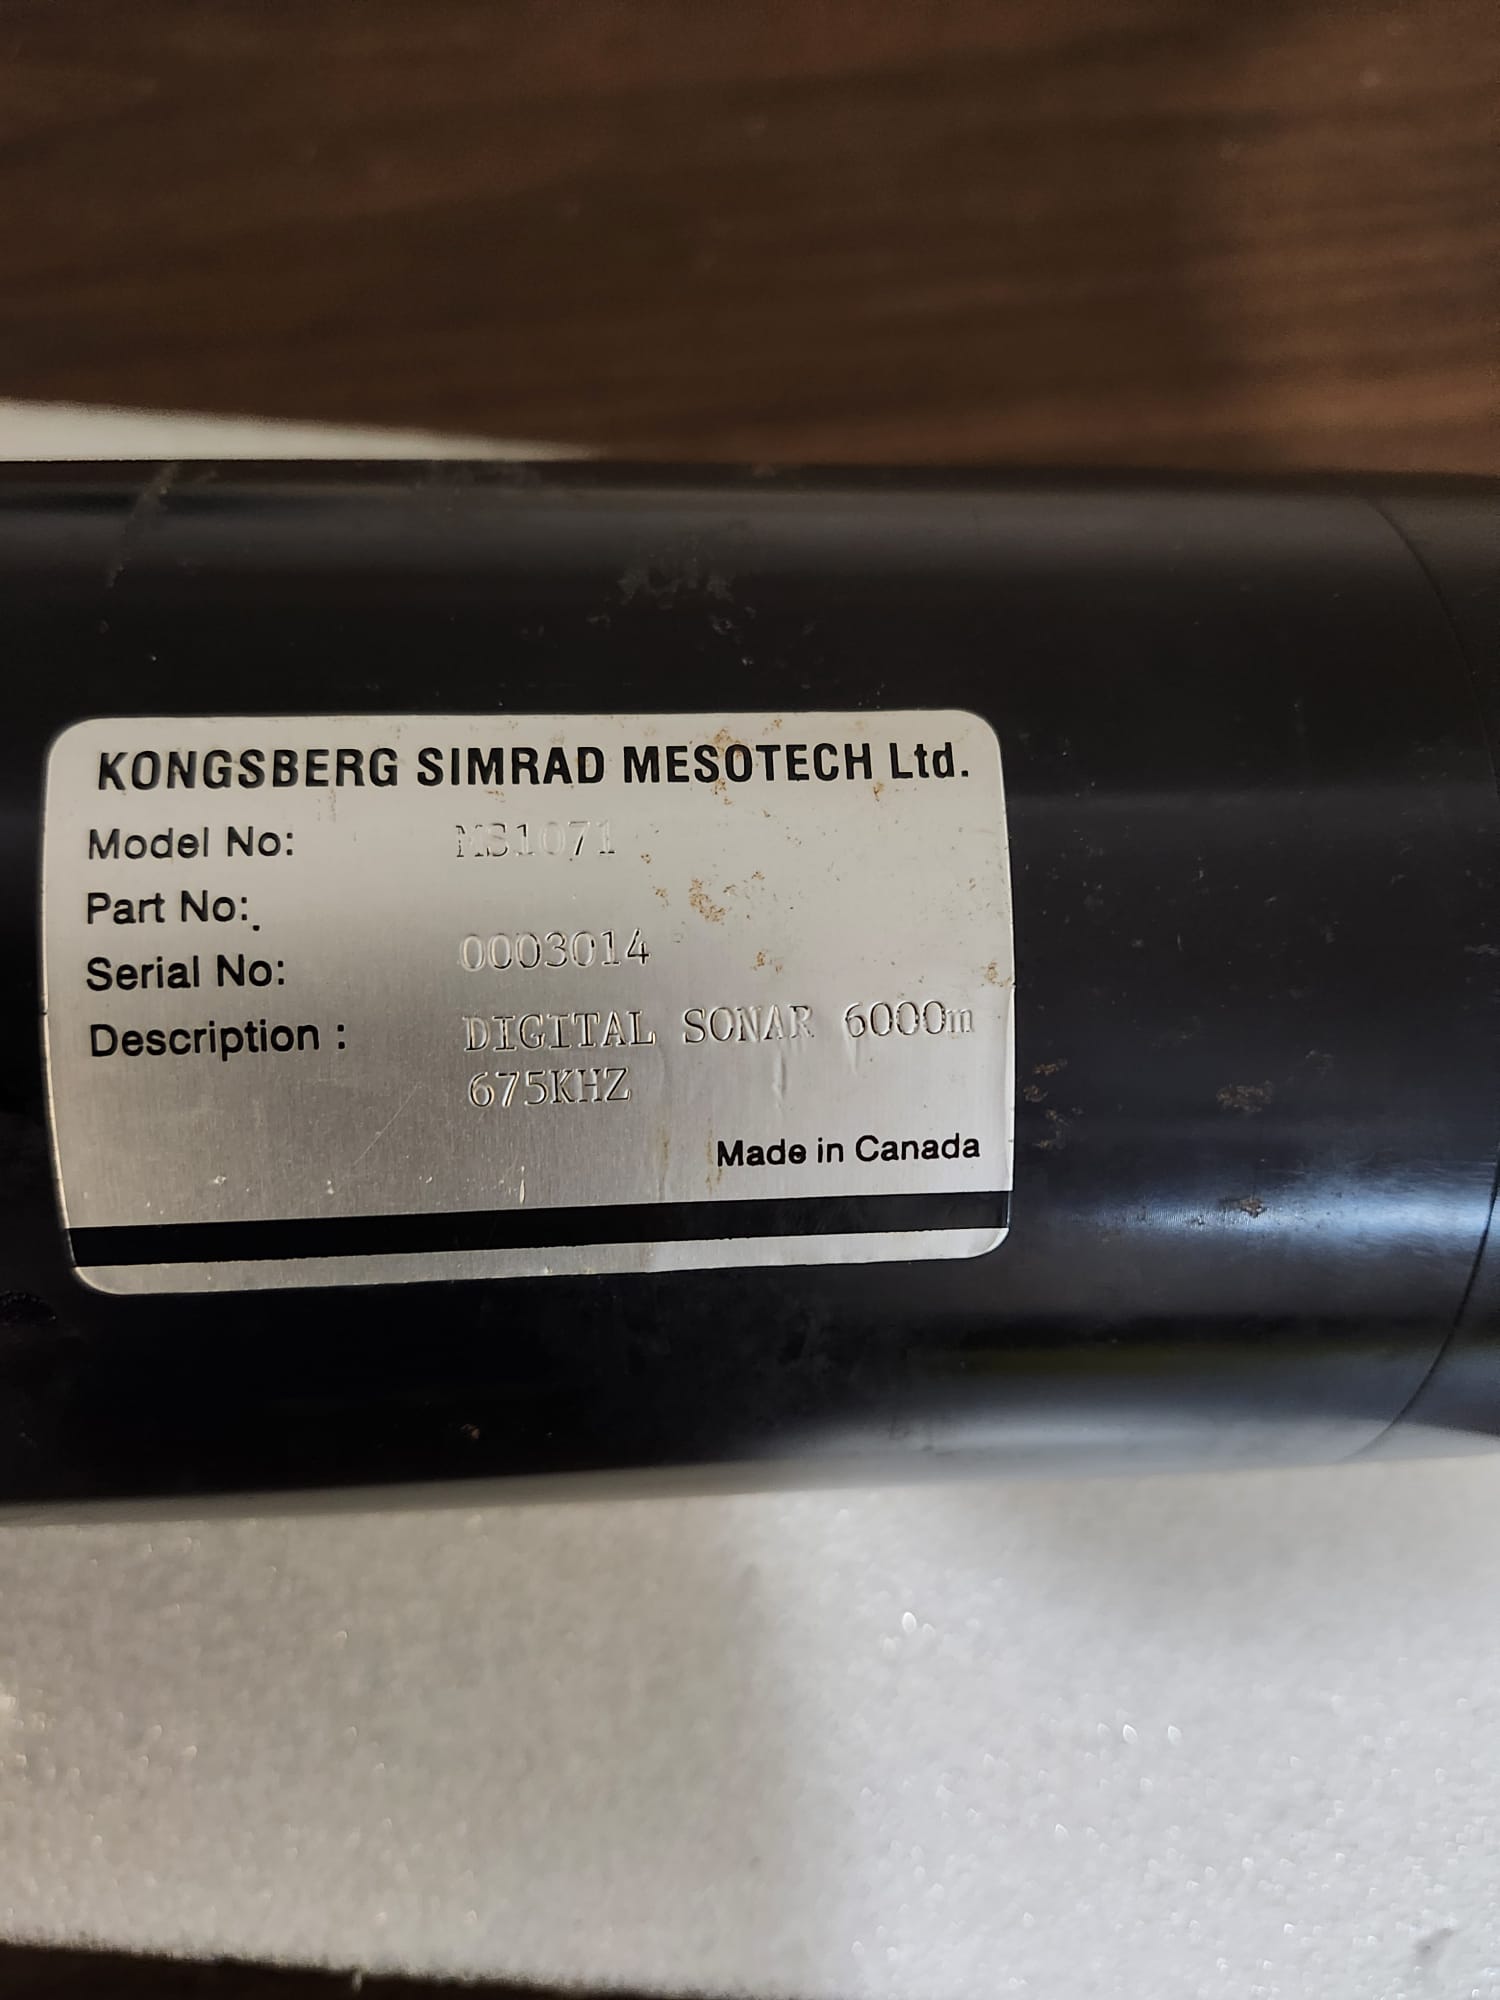 KONGSBERG SIMRAD MESOTECH Ltd.
Model No: MS1071
Part No:
Serial No: 0003014
Description : DIGITAL SONAR 6000m
675KHZ
Made in Canada